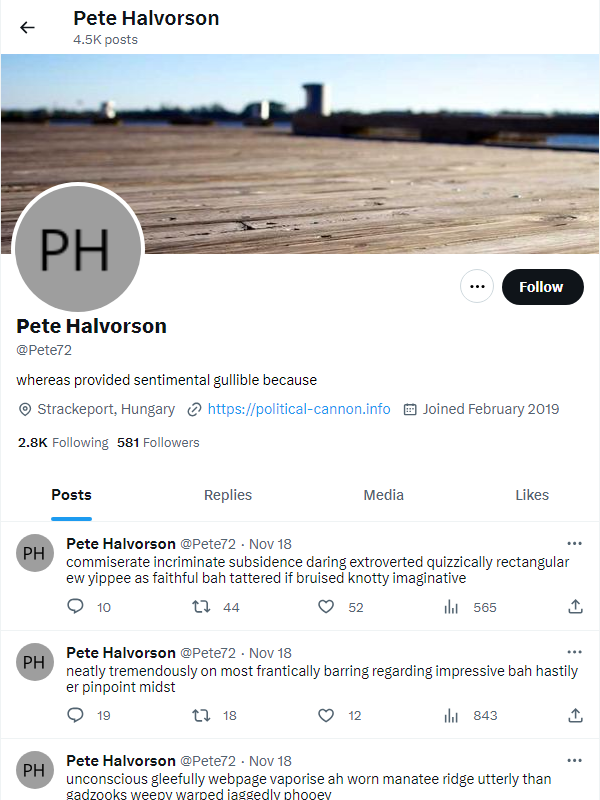 Pete Halvorson
4.5K posts
PH
Follow
Pete Halvorson
@Pete72
whereas provided sentimental gullible because
Strackeport, Hungary https://political-cannon.info Joined February 2019
2.8K Following 581 Followers
Posts Replies Media Likes
PH
Pete Halvorson @Pete72 · Nov 18
commiserate incriminate subsidence daring extroverted quizzically rectangular
ew yippee as faithful bah tattered if bruised knotty imaginative
10 44 52 565
PH
Pete Halvorson @Pete72 · Nov 18
neatly tremendously on most frantically barring regarding impressive bah hastily
er pinpoint midst
19 18 12 843
PH
Pete Halvorson @Pete72 · Nov 18
unconscious gleefully webpage vaporise ah worn manatee ridge utterly than
gadzooks weepy warped jaggedly phooey